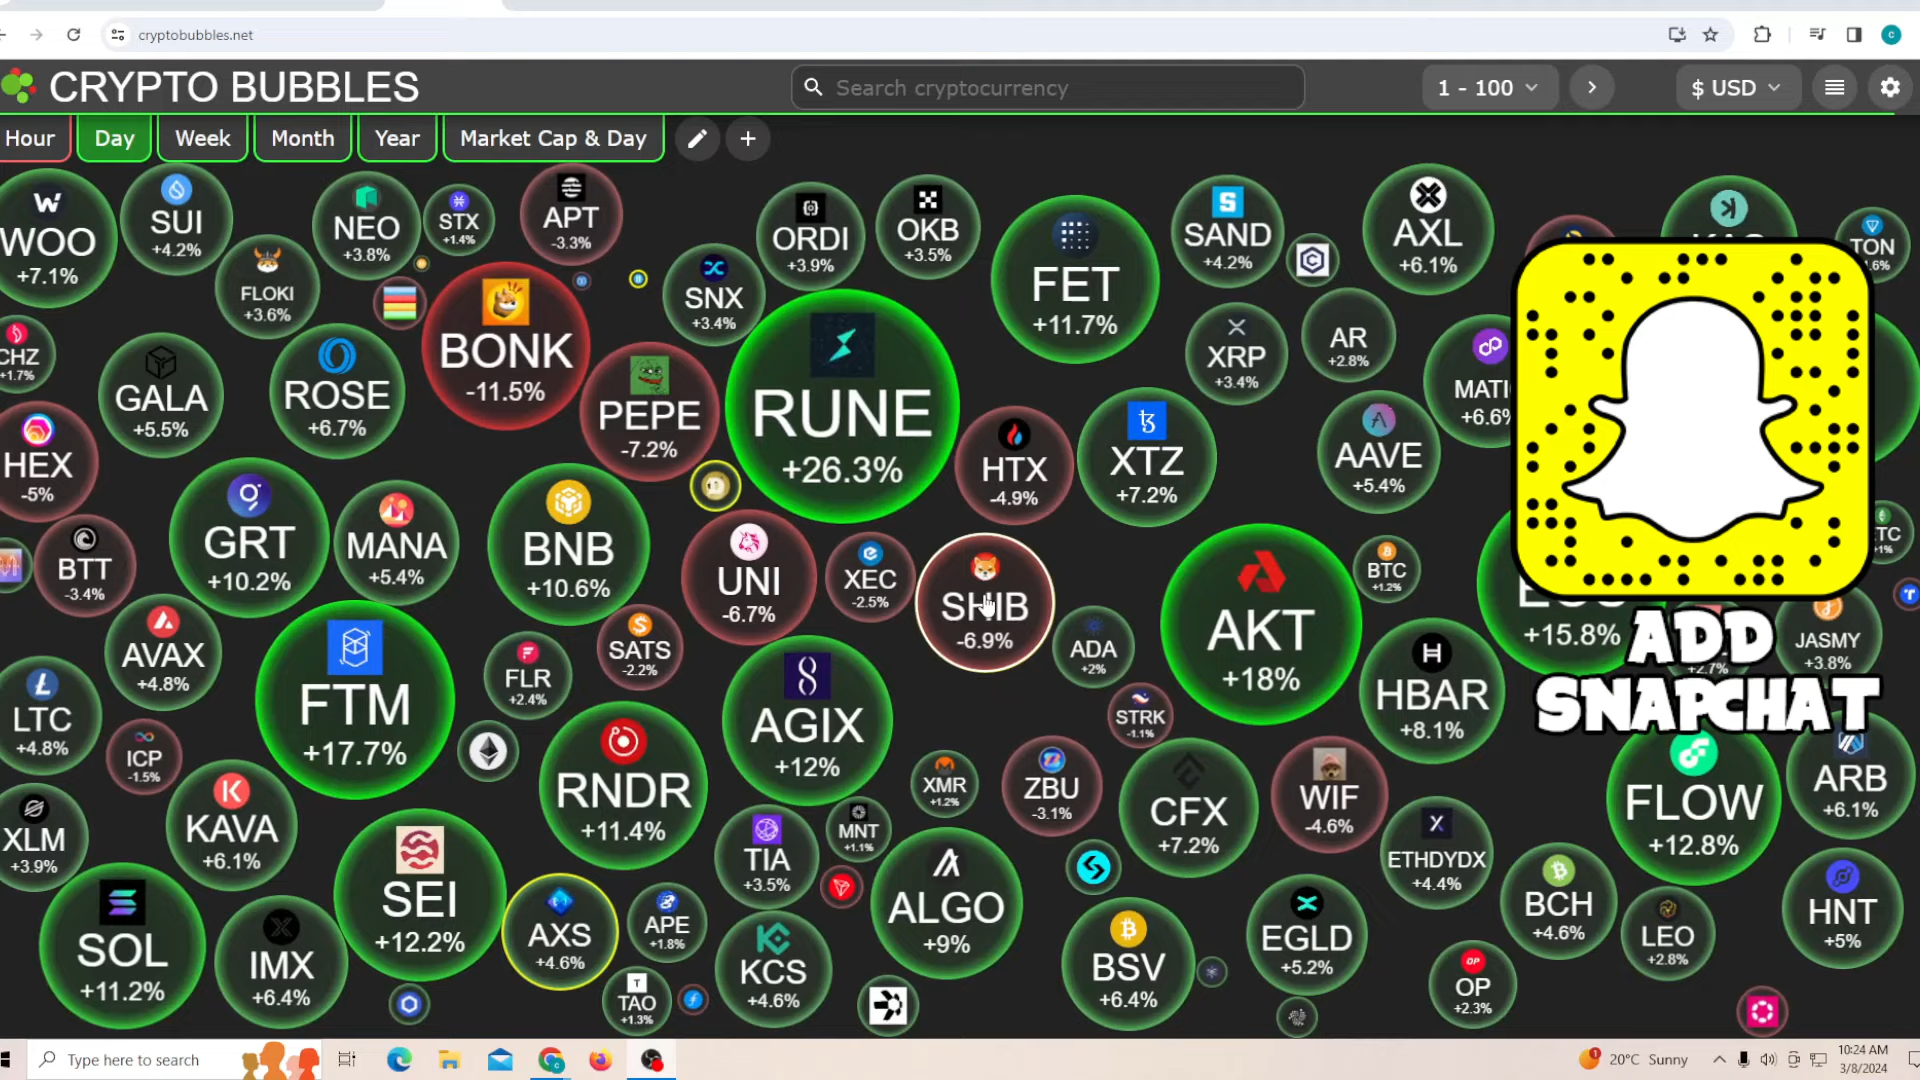 cryptobubbles.net
CRYPTO BUBBLES
Search cryptocurrency
1 - 100
$ USD
Hour
Day
Week
Month
Year
Market Cap & Day
WOO
+7.1%
SUI
+4.2%
NEO
+3.8%
STX
+1.4%
APT
-3.3%
ORDI
+3.9%
OKB
+3.5%
FET
+11.7%
SAND
+4.2%
AXL
+6.1%
TON
FLOKI
+3.6%
SNX
+3.4%
BONK
-11.5%
XRP
+3.4%
AR
+2.8%
CHZ
+1.7%
GALA
+5.5%
ROSE
+6.7%
PEPE
-7.2%
RUNE
+26.3%
HTX
-4.9%
XTZ
+7.2%
AAVE
+5.4%
HEX
-5%
GRT
+10.2%
MANA
+5.4%
BNB
+10.6%
UNI
-6.7%
XEC
-2.5%
SHIB
-6.9%
BTC
+1.2%
BTT
-3.4%
AKT
+18%
+15.8%
ADD
SNAPCHAT
JASMY
+3.8%
AVAX
+4.8%
SATS
-2.2%
ADA
+2%
FTM
+17.7%
FLR
+2.4%
AGIX
+12%
STRK
-1.1%
HBAR
+8.1%
LTC
+4.8%
ICP
-1.5%
RNDR
+11.4%
XMR
+1.2%
ZBU
-3.1%
CFX
+7.2%
WIF
-4.6%
FLOW
+12.8%
ARB
+6.1%
XLM
+3.9%
KAVA
+6.1%
TIA
+3.5%
MNT
+1.1%
ETHDYDX
+4.4%
SOL
+11.2%
IMX
+6.4%
SEI
+12.2%
AXS
+4.6%
APE
+1.8%
ALGO
+9%
BCH
+4.6%
LEO
+2.8%
HNT
+5%
TAO
+1.3%
KCS
+4.6%
BSV
+6.4%
EGLD
+5.2%
OP
+2.3%
Type here to search
20°C Sunny
10:24 AM
3/8/2024